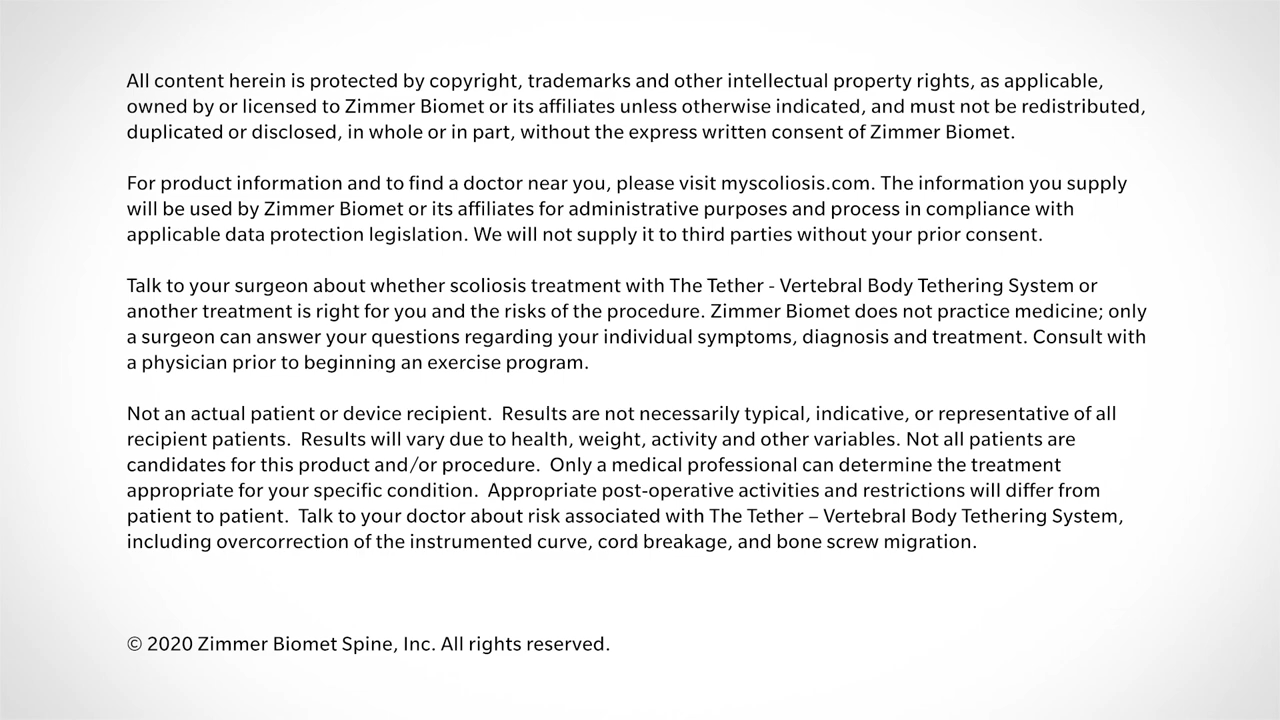 All content herein is protected by copyright, trademarks and other intellectual property rights, as applicable,
owned by or licensed to Zimmer Biomet or its affiliates unless otherwise indicated, and must not be redistributed,
duplicated or disclosed, in whole or in part, without the express written consent of Zimmer Biomet.
For product information and to find a doctor near you, please visit myscoliosis.com. The information you supply
will be used by Zimmer Biomet or its affiliates for administrative purposes and process in compliance with
applicable data protection legislation. We will not supply it to third parties without your prior consent.
Talk to your surgeon about whether scoliosis treatment with The Tether - Vertebral Body Tethering System or
another treatment is right for you and the risks of the procedure. Zimmer Biomet does not practice medicine; only
a surgeon can answer your questions regarding your individual symptoms, diagnosis and treatment. Consult with
a physician prior to beginning an exercise program.
Not an actual patient or device recipient.  Results are not necessarily typical, indicative, or representative of all
recipient patients.  Results will vary due to health, weight, activity and other variables. Not all patients are
candidates for this product and/or procedure.  Only a medical professional can determine the treatment
appropriate for your specific condition.  Appropriate post-operative activities and restrictions will differ from
patient to patient.  Talk to your doctor about risk associated with The Tether – Vertebral Body Tethering System,
including overcorrection of the instrumented curve, cord breakage, and bone screw migration.
© 2020 Zimmer Biomet Spine, Inc. All rights reserved.